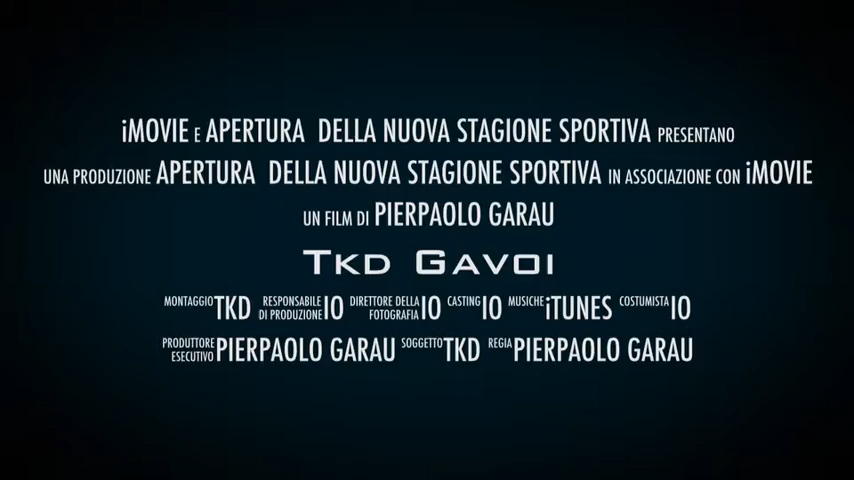 iMOVIE E APERTURA  DELLA NUOVA STAGIONE SPORTIVA PRESENTANO
UNA PRODUZIONE APERTURA  DELLA NUOVA STAGIONE SPORTIVA IN ASSOCIAZIONE CON iMOVIE
UN FILM DI PIERPAOLO GARAU
TKD GAVOI
MONTAGGIO TKD RESPONSABILE DI PRODUZIONE IO DIRETTORE DELLA FOTOGRAFIA IO CASTING IO MUSICHE iTUNES COSTUMISTA IO
PRODUTTORE ESECUTIVO PIERPAOLO GARAU SOGGETTO TKD REGIA PIERPAOLO GARAU